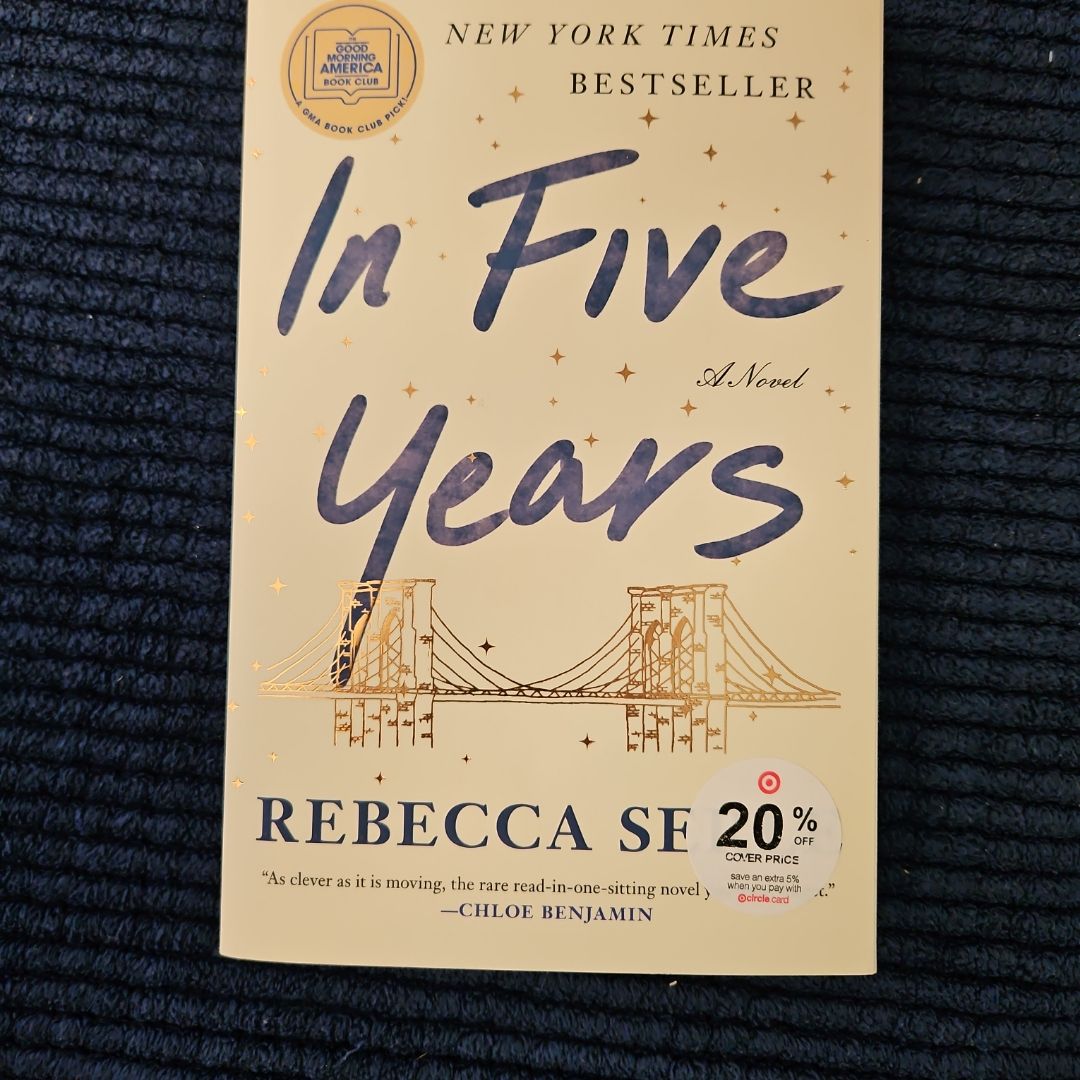 THE
GOOD
MORNING
AMERICA
BOOK CLUB
A GMA BOOK CLUB PICK!
NEW YORK TIMES
BESTSELLER
In Five
A Novel
Years
REBECCA SE
20% OFF
COVER PRICE
save an extra 5%
when you pay with
circle card
“As clever as it is moving, the rare read-in-one-sitting novel
—CHLOE BENJAMIN